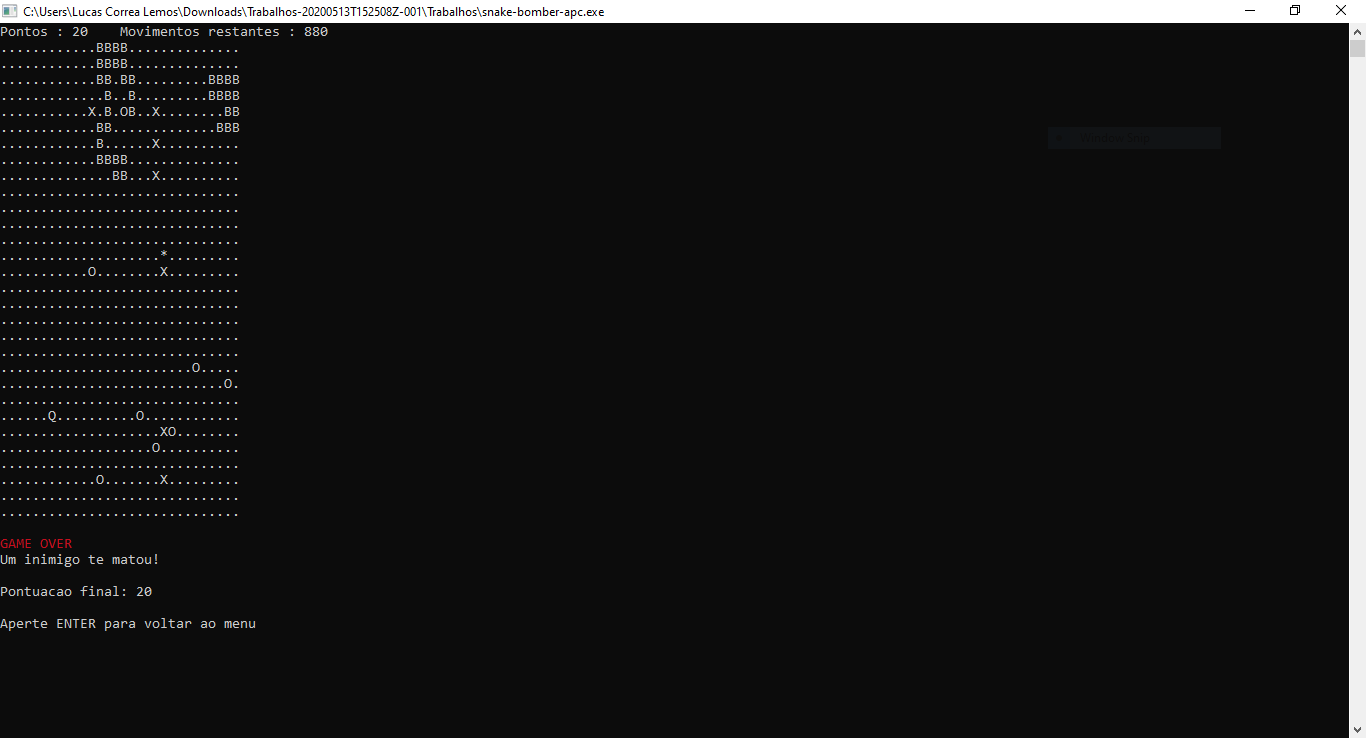 C:\Users\Lucas Correa Lemos\Downloads\Trabalhos-20200513T152508Z-001\Trabalhos\snake-bomber-apc.exe
Pontos : 20    Movimentos restantes : 880
............BBBB..............
............BBBB..............
............BB.BB.........BBBB
.............B..B.........BBBB
...........X.B.OB..X........BB
............BB.............BBB
............B......X..........
............BBBB..............
..............BB...X..........
..............................
..............................
..............................
..............................
....................*.........
...........O........X.........
..............................
..............................
..............................
..............................
..............................
........................O.....
............................O.
..............................
......Q..........O............
....................XO........
...................O..........
..............................
............O.......X.........
..............................
..............................
GAME OVER
Um inimigo te matou!
Pontuacao final: 20
Aperte ENTER para voltar ao menu